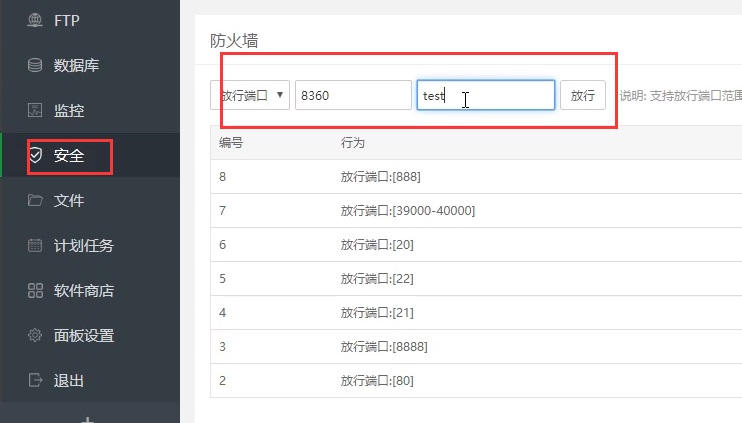 FTP
数据库
监控
安全
文件
计划任务
软件商店
面板设置
退出
防火墙
放行端口 8360 test 放行 说明: 支持放行端口范围
编号 行为
8 放行端口:[888]
7 放行端口:[39000-40000]
6 放行端口:[20]
5 放行端口:[22]
4 放行端口:[21]
3 放行端口:[8888]
2 放行端口:[80]